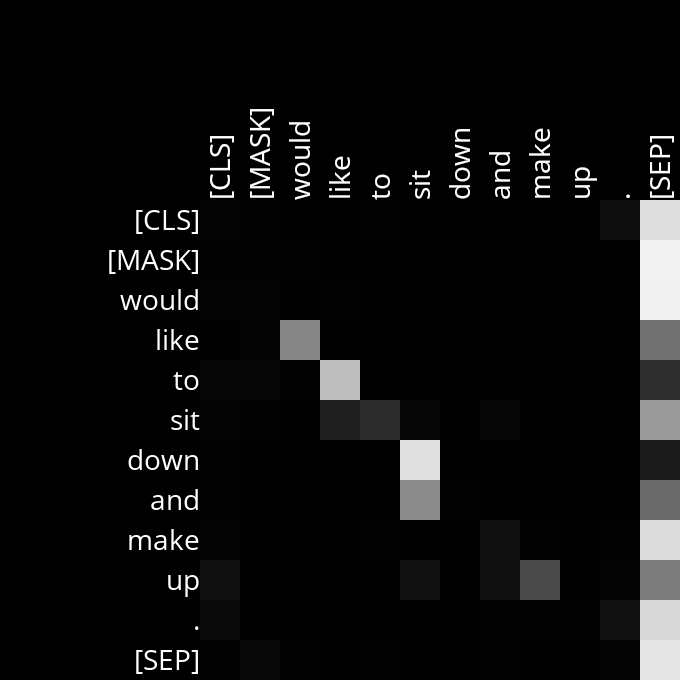 [CLS] [MASK] would like to sit down and make up . [SEP]
[CLS]
[MASK]
would
like
to
sit
down
and
make
up
.
[SEP]